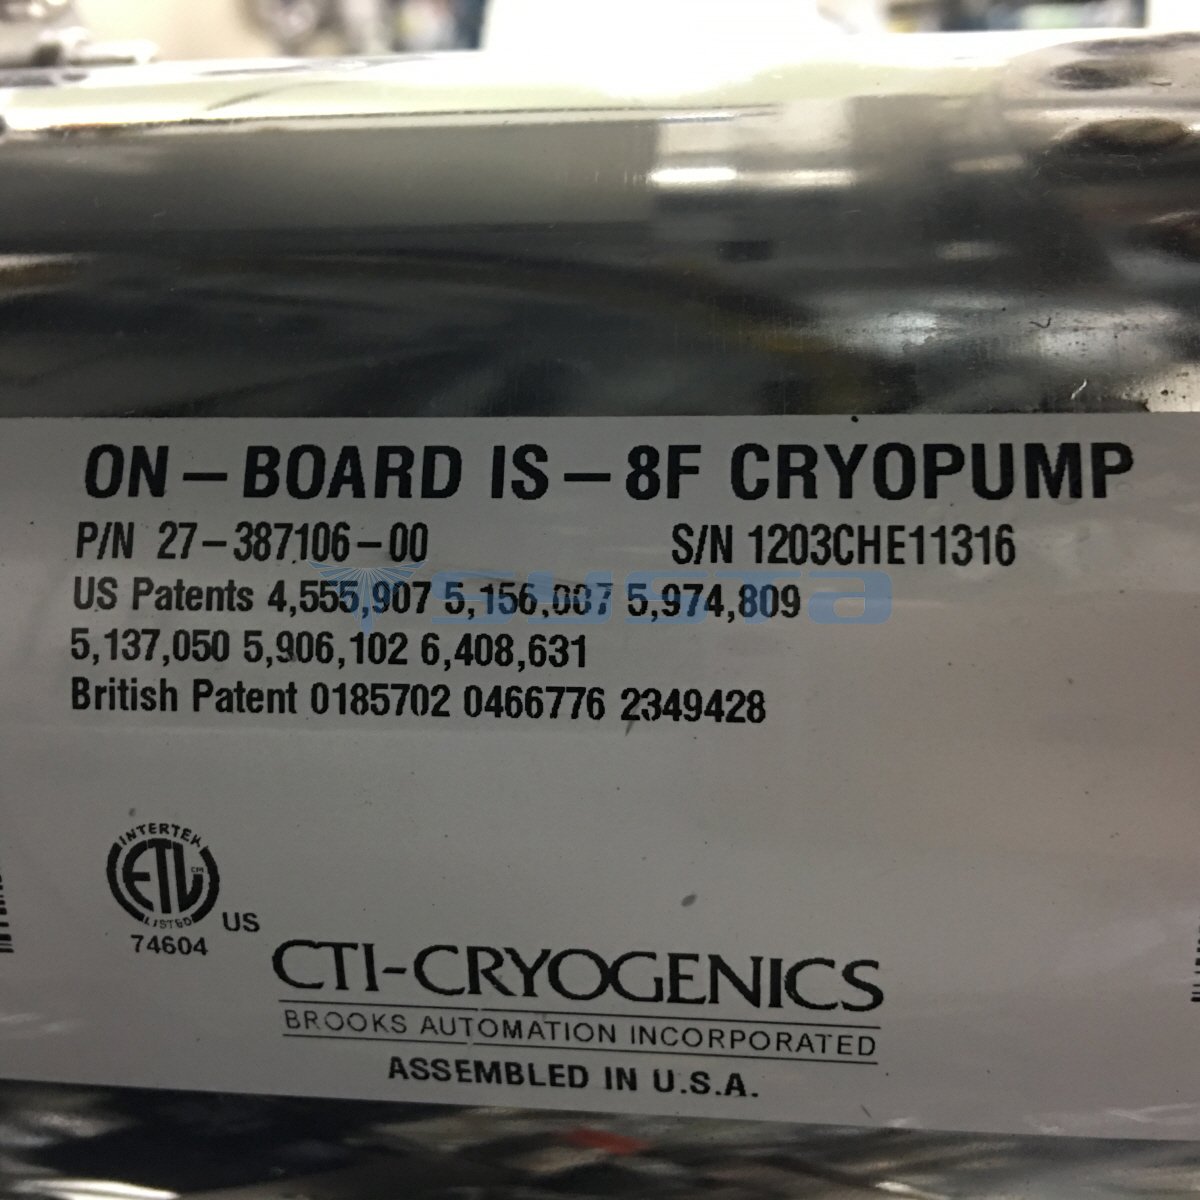 ON-BOARD IS-8F CRYOPUMP
P/N 27-387106-00 S/N 1203CHE11316
US Patents 4,555,907 5,156,007 5,974,809
5,137,050 5,906,102 6,408,631
British Patent 0185702 0466776 2349428
systa
INTERTEK
ETL
LISTED
US
74604
CTI-CRYOGENICS
BROOKS AUTOMATION INCORPORATED
ASSEMBLED IN U.S.A.